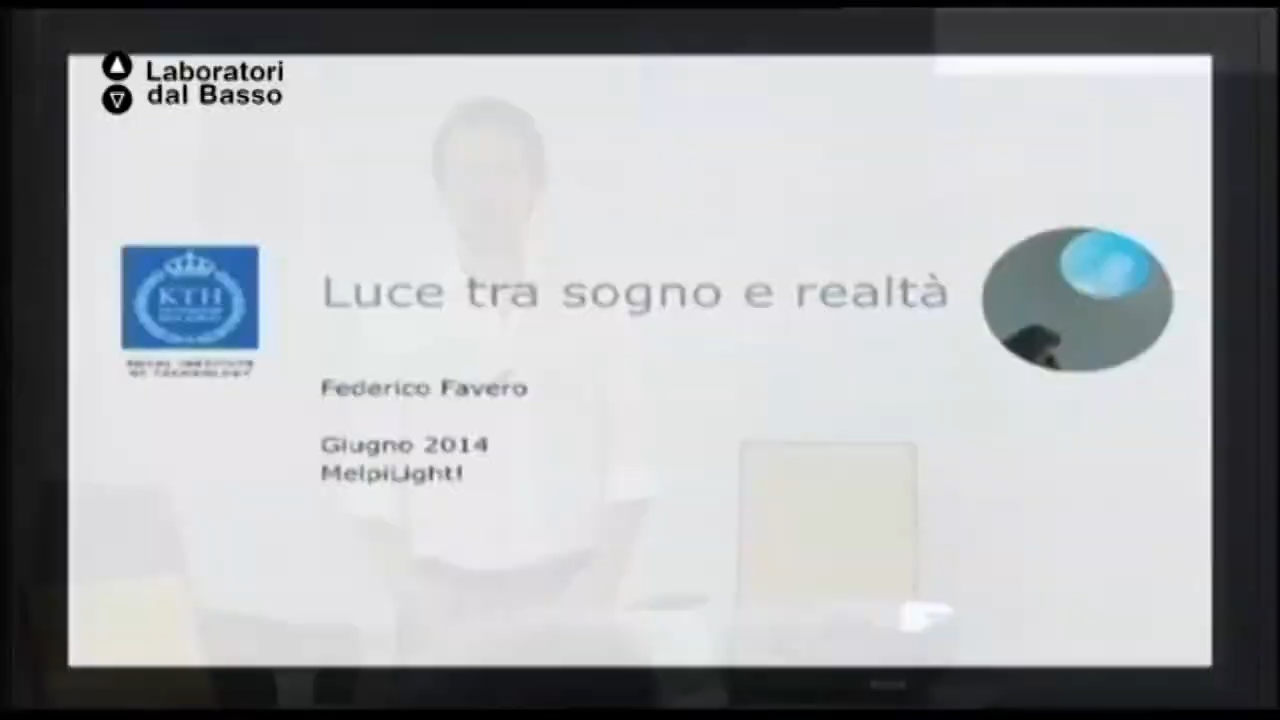 Laboratori
dal Basso
KTH
Luce tra sogno e realtà
Federico Favero
Giugno 2014
MelpiLight!